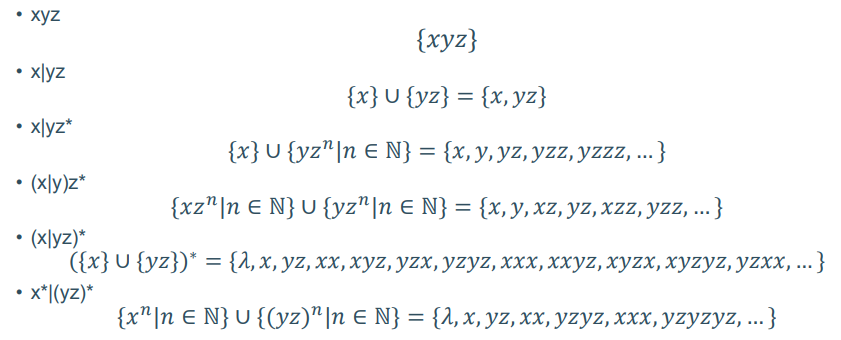 • xyz
{xyz}
• x|yz
{x} ∪ {yz} = {x, yz}
• x|yz*
{x} ∪ {yzⁿ|n ∈ ℕ} = {x, y, yz, yzz, yzzz, … }
• (x|y)z*
{xzⁿ|n ∈ ℕ} ∪ {yzⁿ|n ∈ ℕ} = {x, y, xz, yz, xzz, yzz, … }
• (x|yz)*
({x} ∪ {yz})* = {λ, x, yz, xx, xyz, yzx, yzyz, xxx, xxyz, xyzx, xyzyz, yzxx, … }
• x*|(yz)*
{xⁿ|n ∈ ℕ} ∪ {(yz)ⁿ|n ∈ ℕ} = {λ, x, yz, xx, yzyz, xxx, yzyzyz, … }